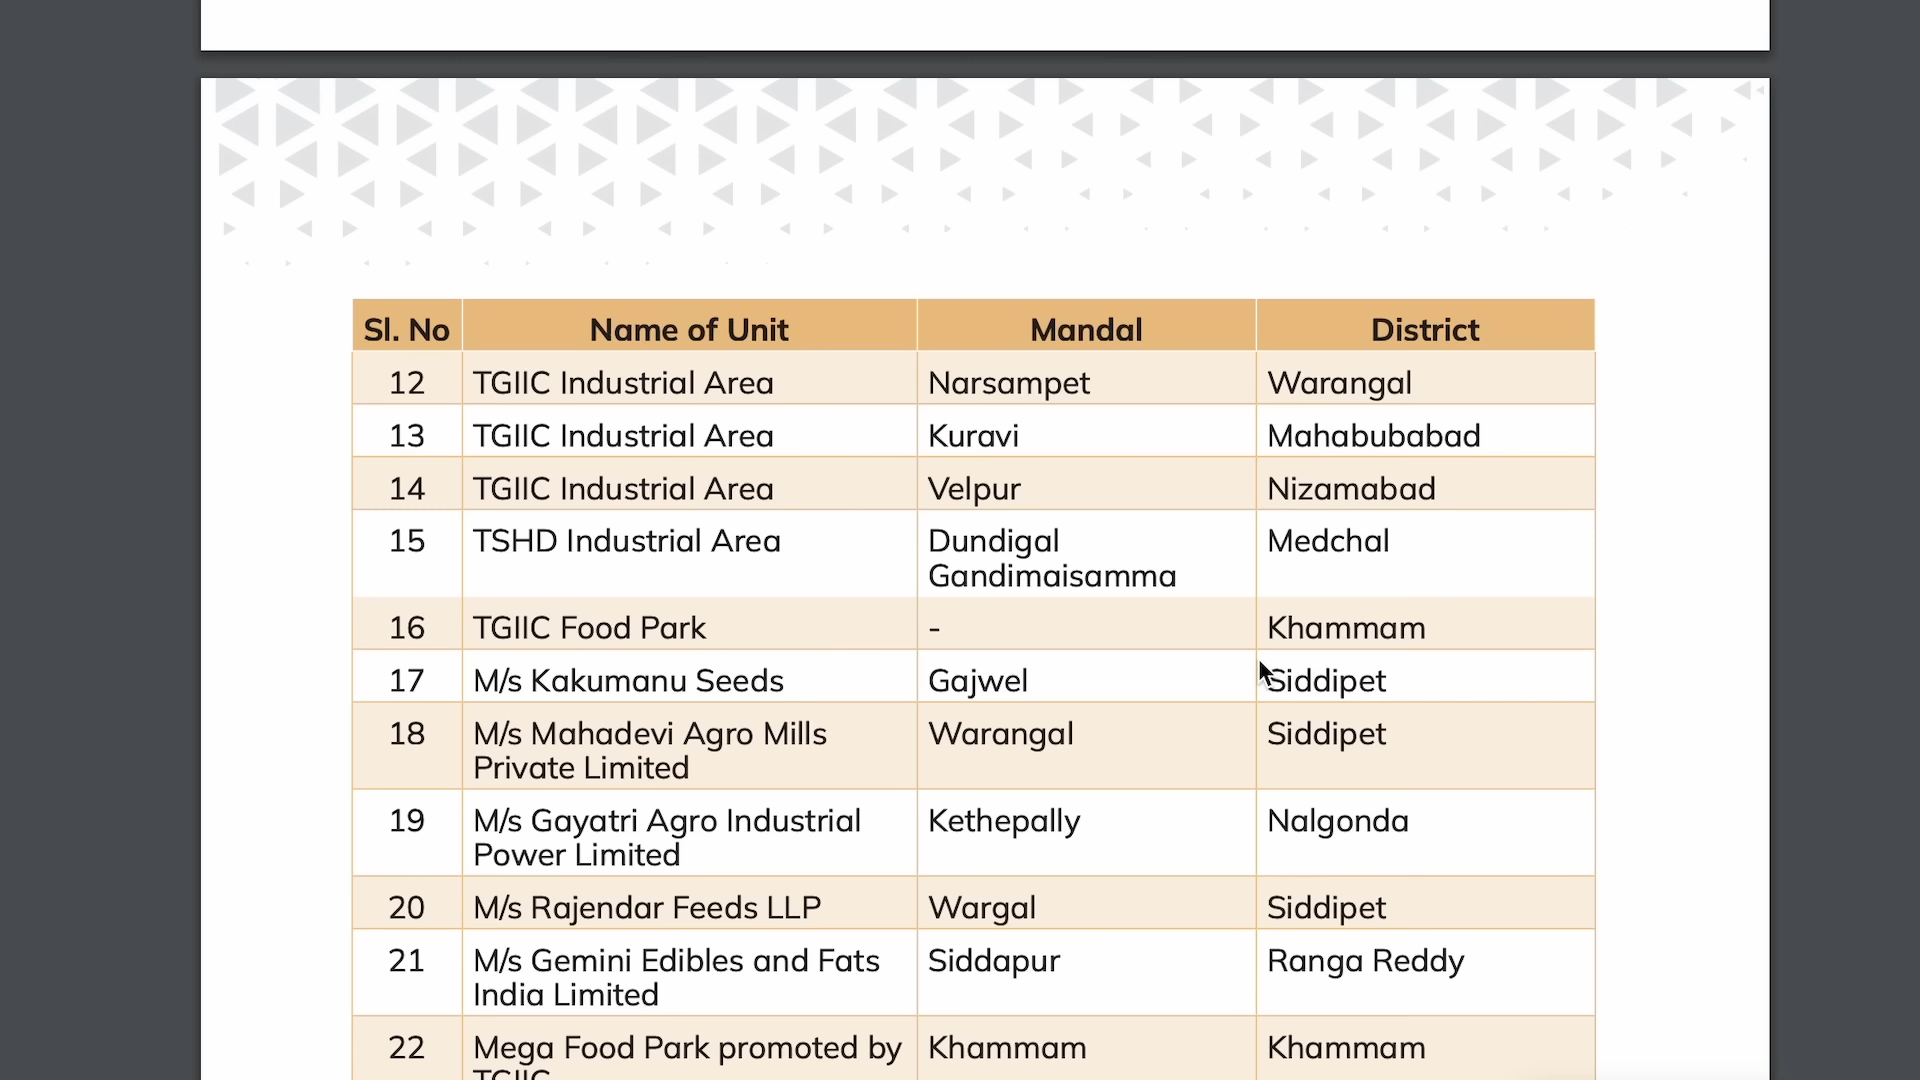 Sl. No Name of Unit Mandal District
12 TGIIC Industrial Area Narsampet Warangal
13 TGIIC Industrial Area Kuravi Mahabubabad
14 TGIIC Industrial Area Velpur Nizamabad
15 TSHD Industrial Area Dundigal Medchal
Gandimaisamma
16 TGIIC Food Park - Khammam
17 M/s Kakumanu Seeds Gajwel Siddipet
18 M/s Mahadevi Agro Mills Warangal Siddipet
Private Limited
19 M/s Gayatri Agro Industrial Kethepally Nalgonda
Power Limited
20 M/s Rajendar Feeds LLP Wargal Siddipet
21 M/s Gemini Edibles and Fats Siddapur Ranga Reddy
India Limited
22 Mega Food Park promoted by Khammam Khammam
TGIIC